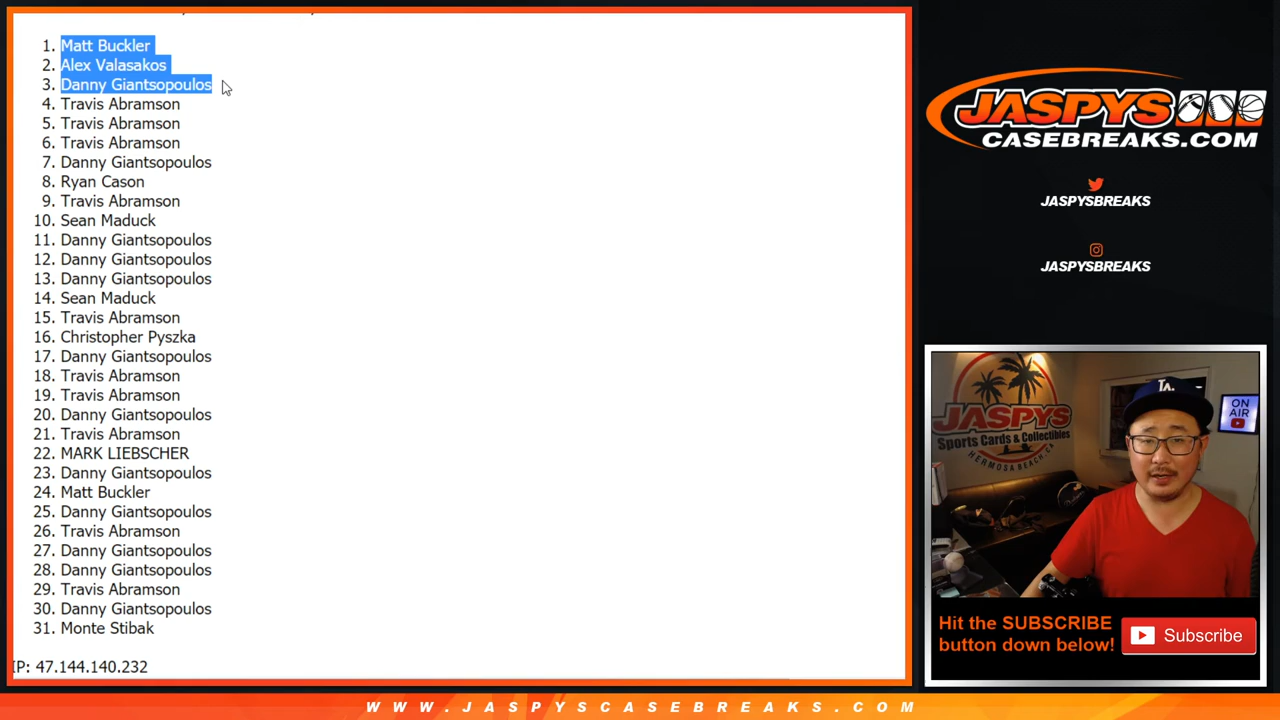 1. Matt Buckler
2. Alex Valasakos
3. Danny Giantsopoulos
4. Travis Abramson
5. Travis Abramson
6. Travis Abramson
7. Danny Giantsopoulos
8. Ryan Cason
9. Travis Abramson
10. Sean Maduck
11. Danny Giantsopoulos
12. Danny Giantsopoulos
13. Danny Giantsopoulos
14. Sean Maduck
15. Travis Abramson
16. Christopher Pyszka
17. Danny Giantsopoulos
18. Travis Abramson
19. Travis Abramson
20. Danny Giantsopoulos
21. Travis Abramson
22. MARK LIEBSCHER
23. Danny Giantsopoulos
24. Matt Buckler
25. Danny Giantsopoulos
26. Travis Abramson
27. Danny Giantsopoulos
28. Danny Giantsopoulos
29. Travis Abramson
30. Danny Giantsopoulos
31. Monte Stibak
IP: 47.144.140.232
JASPYS
CASEBREAKS.COM
JASPYSBREAKS
JASPYSBREAKS
JASPYS
Sports Cards & Collectibles
HERMOSA BEACH, CA
LA
ON
AIR
Hit the SUBSCRIBE
button down below!
Subscribe
WWW.JASPYSCASEBREAKS.COM